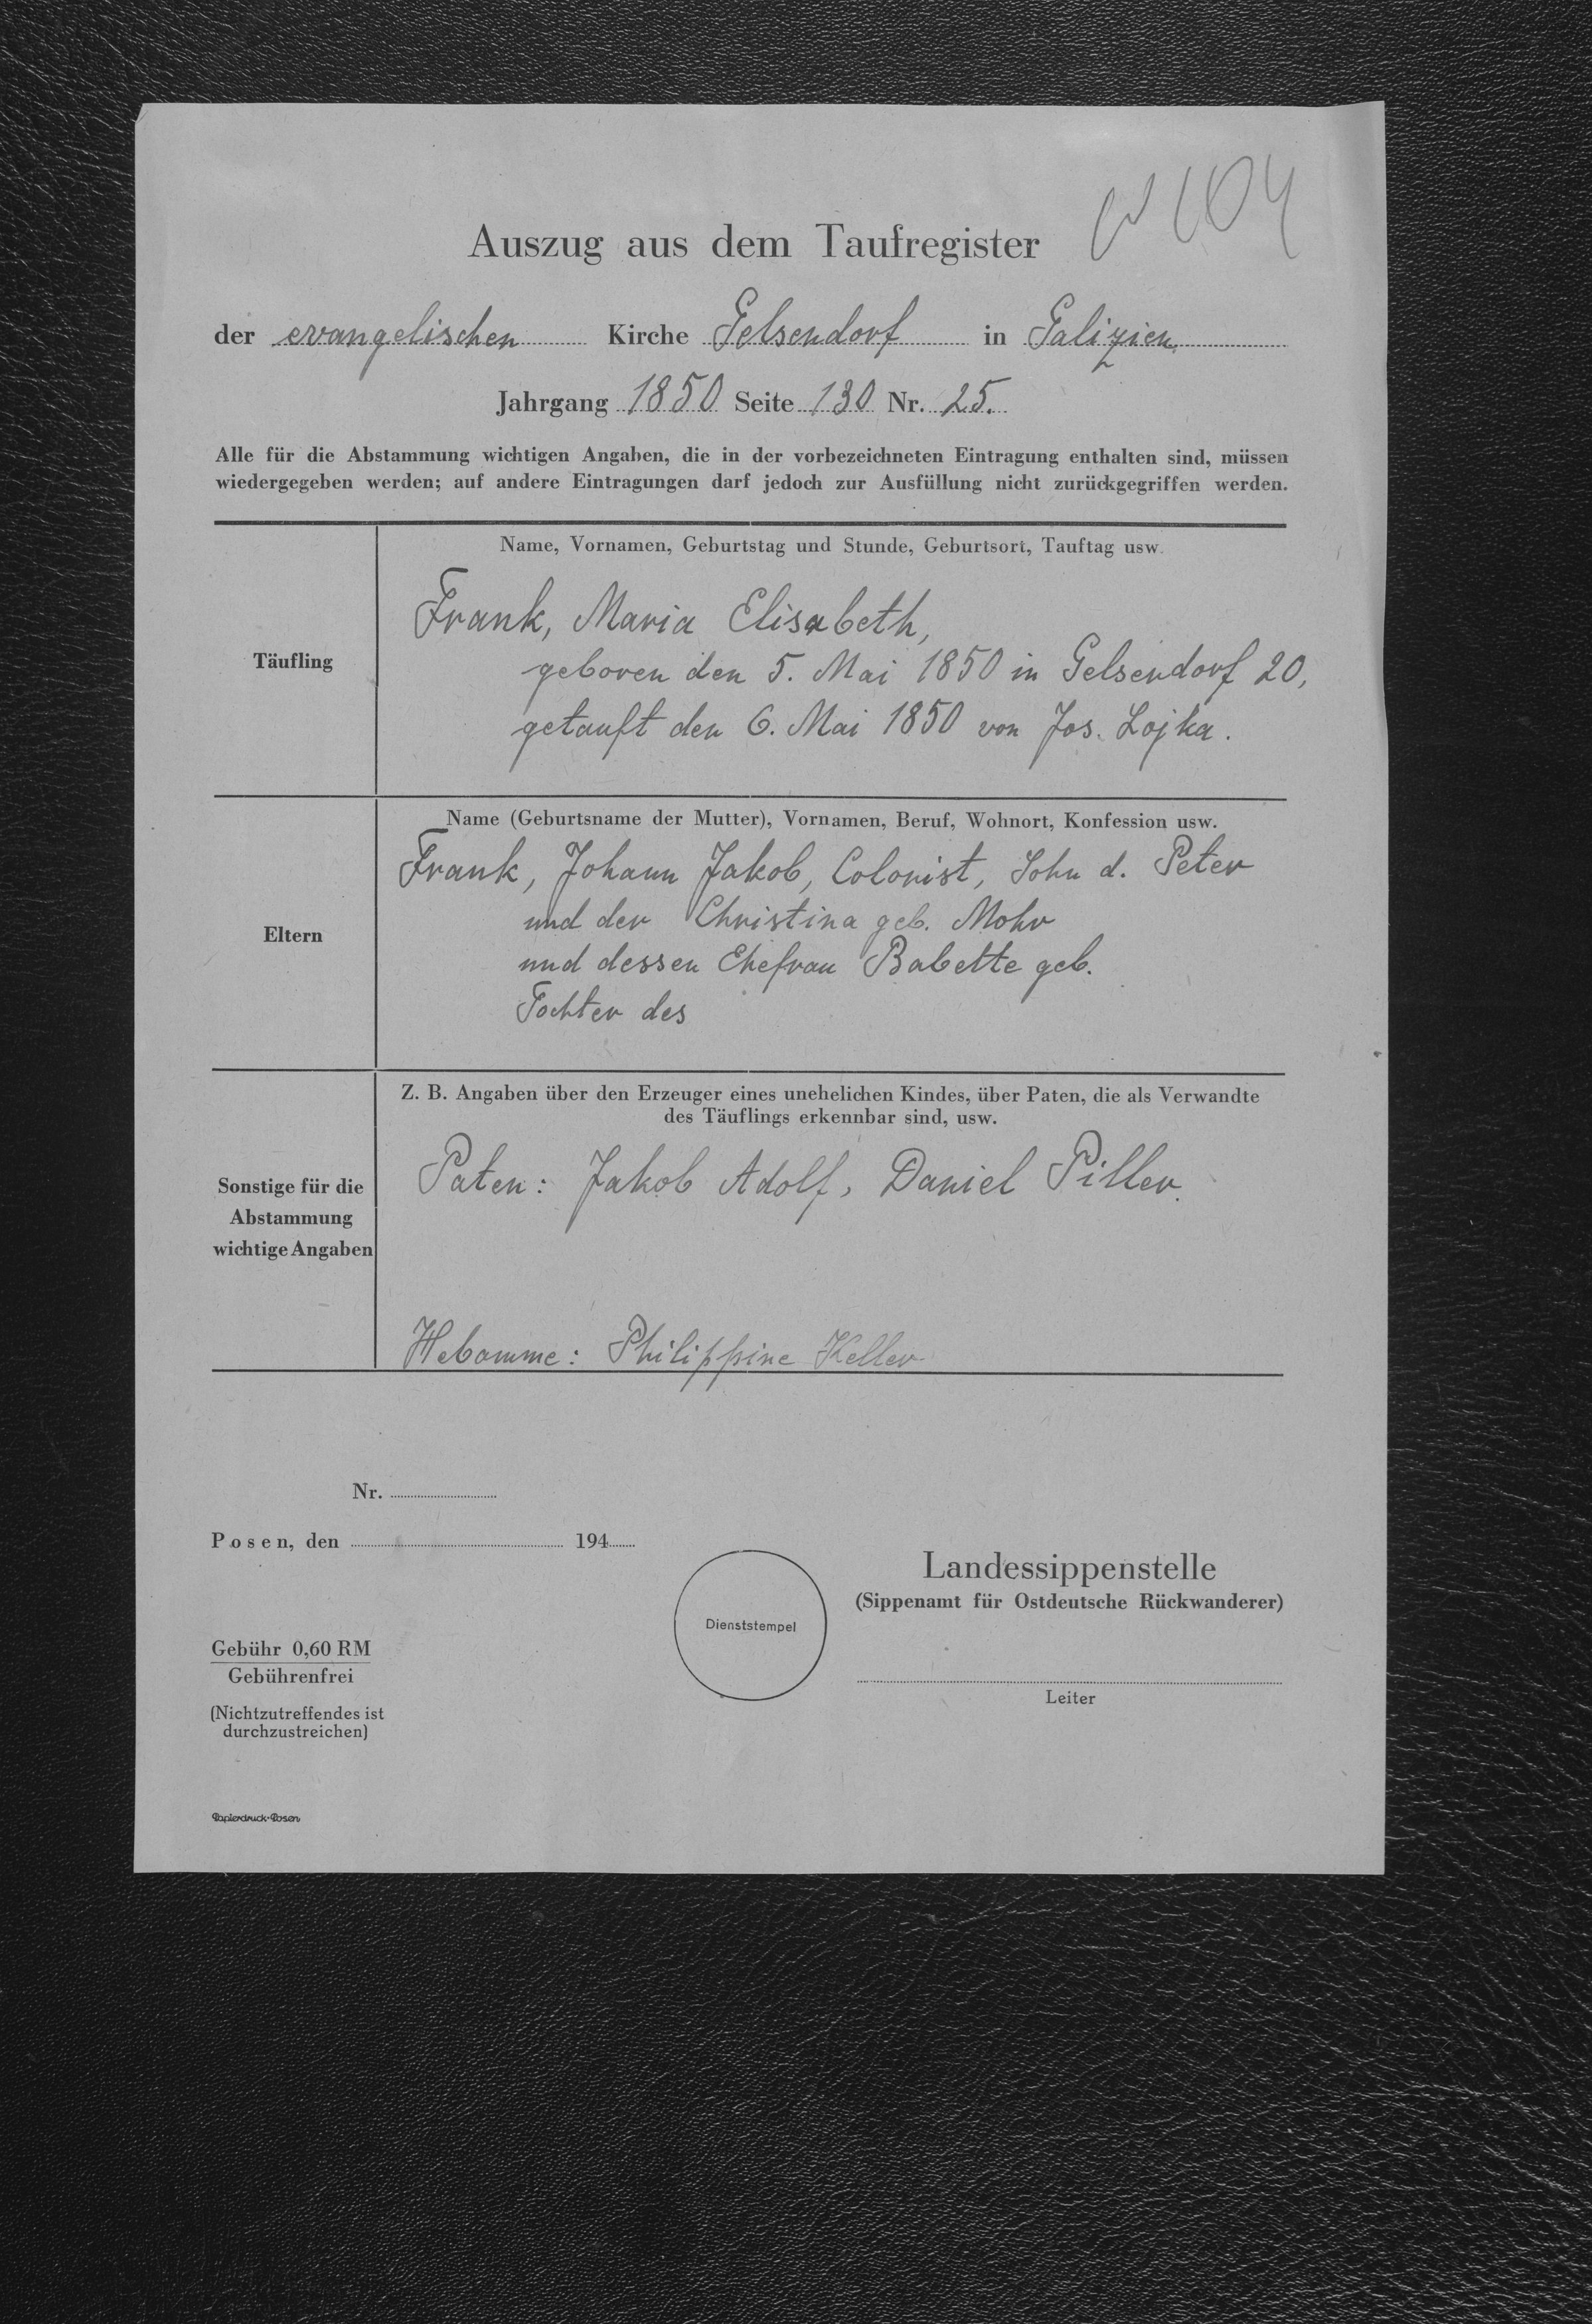 W 104
Auszug aus dem Taufregister
der evangelischen Kirche Gelsendorf in Galizien
Jahrgang 1850 Seite 130 Nr. 25.
Alle für die Abstammung wichtigen Angaben, die in der vorbezeichneten Eintragung enthalten sind, müssen
wiedergegeben werden; auf andere Eintragungen darf jedoch zur Ausfüllung nicht zurückgegriffen werden.
Name, Vornamen, Geburtstag und Stunde, Geburtsort, Tauftag usw.
Täufling
Frank, Maria Elisabeth,
geboren den 5. Mai 1850 in Gelsendorf 20,
getauft den 6. Mai 1850 von Jos. Lojka.
Name (Geburtsname der Mutter), Vornamen, Beruf, Wohnort, Konfession usw.
Eltern
Frank, Johann Jakob, Colonist, Sohn d. Peter
und der Christina geb. Mohr
und dessen Ehefrau Babette geb.
Tochter des
Z. B. Angaben über den Erzeuger eines unehelichen Kindes, über Paten, die als Verwandte
des Täuflings erkennbar sind, usw.
Sonstige für die
Abstammung
wichtige Angaben
Paten: Jakob Adolf, Daniel Piller.
Hebamme: Philippine Keller
Nr.
Posen, den 194
Landessippenstelle
(Sippenamt für Ostdeutsche Rückwanderer)
Dienststempel
Gebühr 0,60 RM
Gebührenfrei
Leiter
(Nichtzutreffendes ist
durchzustreichen)
Papierdruck-Posen